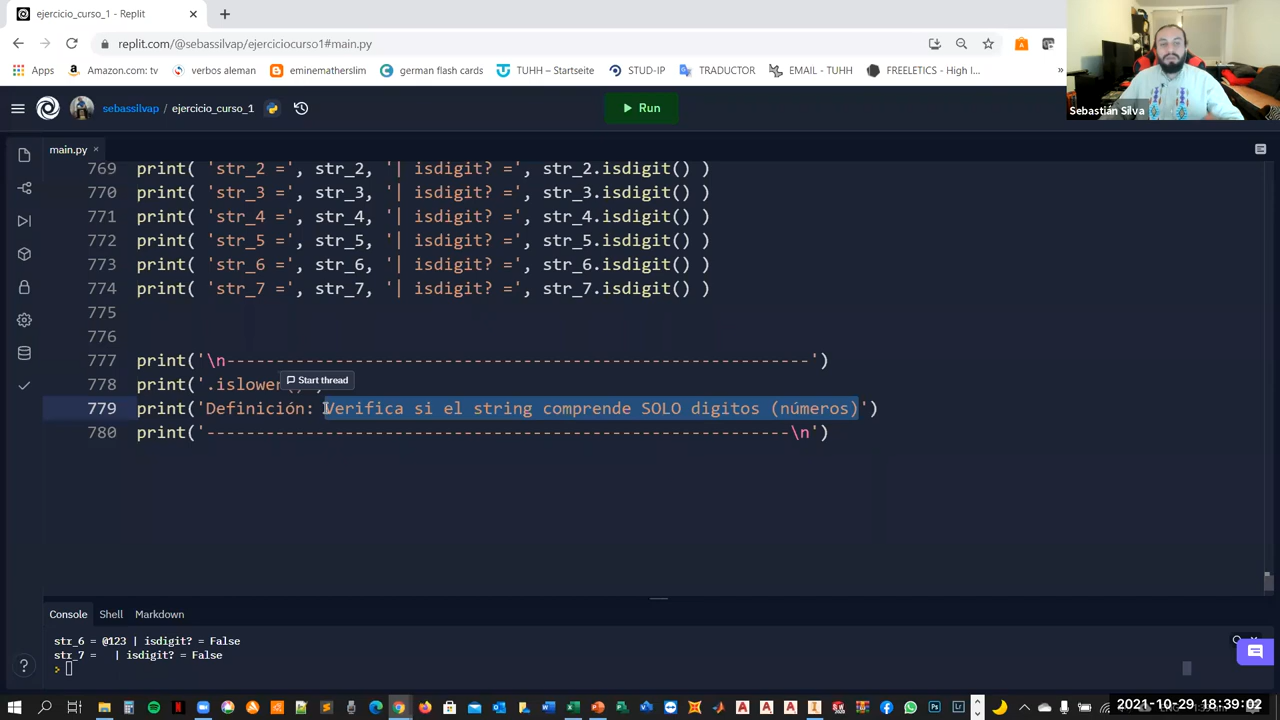 ejercicio_curso_1 - Replit
replit.com/@sebassilvap/ejerciciocurso1#main.py
Apps Amazon.com: tv verbos aleman eminematherslim german flash cards TUHH – Startseite STUD-IP TRADUCTOR EMAIL - TUHH FREELETICS - High I... »
Sebastián Silva
sebassilvap / ejercicio_curso_1 Run
main.py
769 print( 'str_2 =', str_2, '| isdigit? =', str_2.isdigit() )
770 print( 'str_3 =', str_3, '| isdigit? =', str_3.isdigit() )
771 print( 'str_4 =', str_4, '| isdigit? =', str_4.isdigit() )
772 print( 'str_5 =', str_5, '| isdigit? =', str_5.isdigit() )
773 print( 'str_6 =', str_6, '| isdigit? =', str_6.isdigit() )
774 print( 'str_7 =', str_7, '| isdigit? =', str_7.isdigit() )
775
776
777 print('\n-----------------------------------------------------------')
Start thread
778 print('.islower
779 print('Definición: Verifica si el string comprende SOLO digitos (números)')
780 print('-----------------------------------------------------------\n')
Console Shell Markdown
str_6 = @123 | isdigit? = False
str_7 =   | isdigit? = False
>
2021-10-29 18:39:02